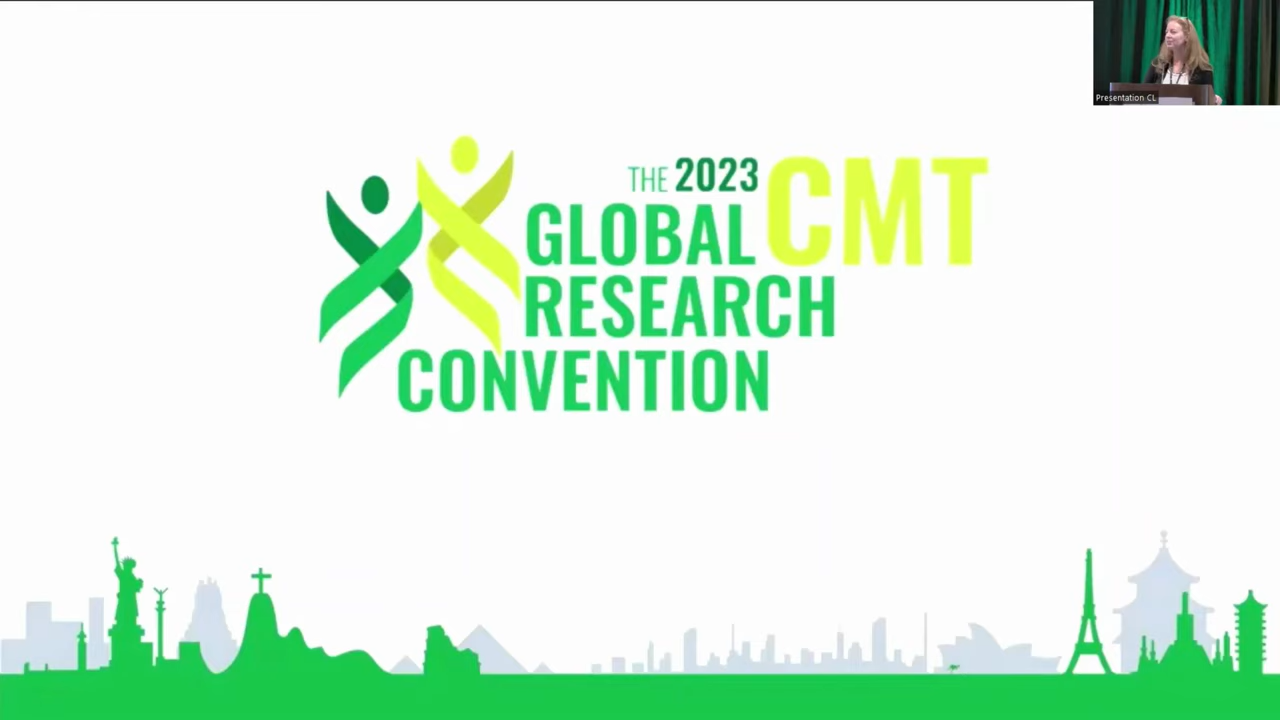 THE 2023 CMT
GLOBAL
RESEARCH
CONVENTION
Presentation CL